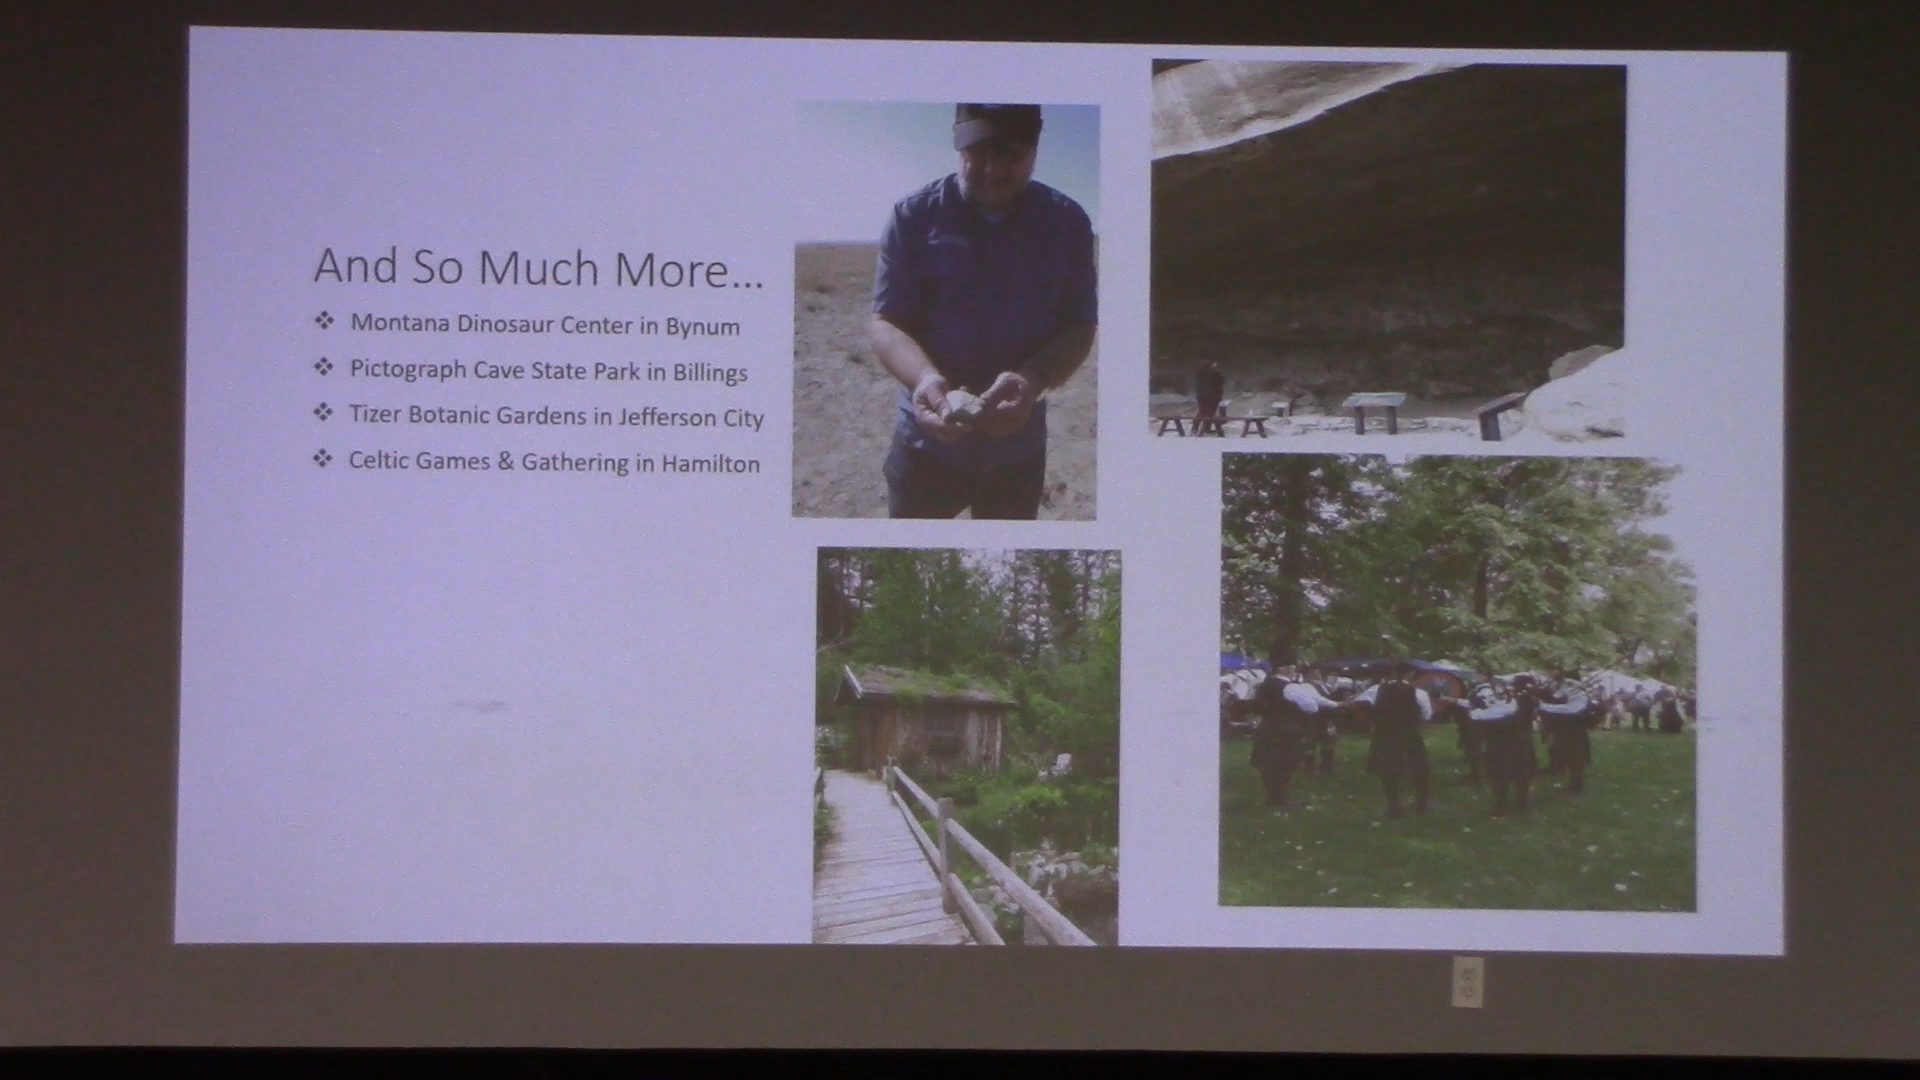 And So Much More...
❖ Montana Dinosaur Center in Bynum
❖ Pictograph Cave State Park in Billings
❖ Tizer Botanic Gardens in Jefferson City
❖ Celtic Games & Gathering in Hamilton